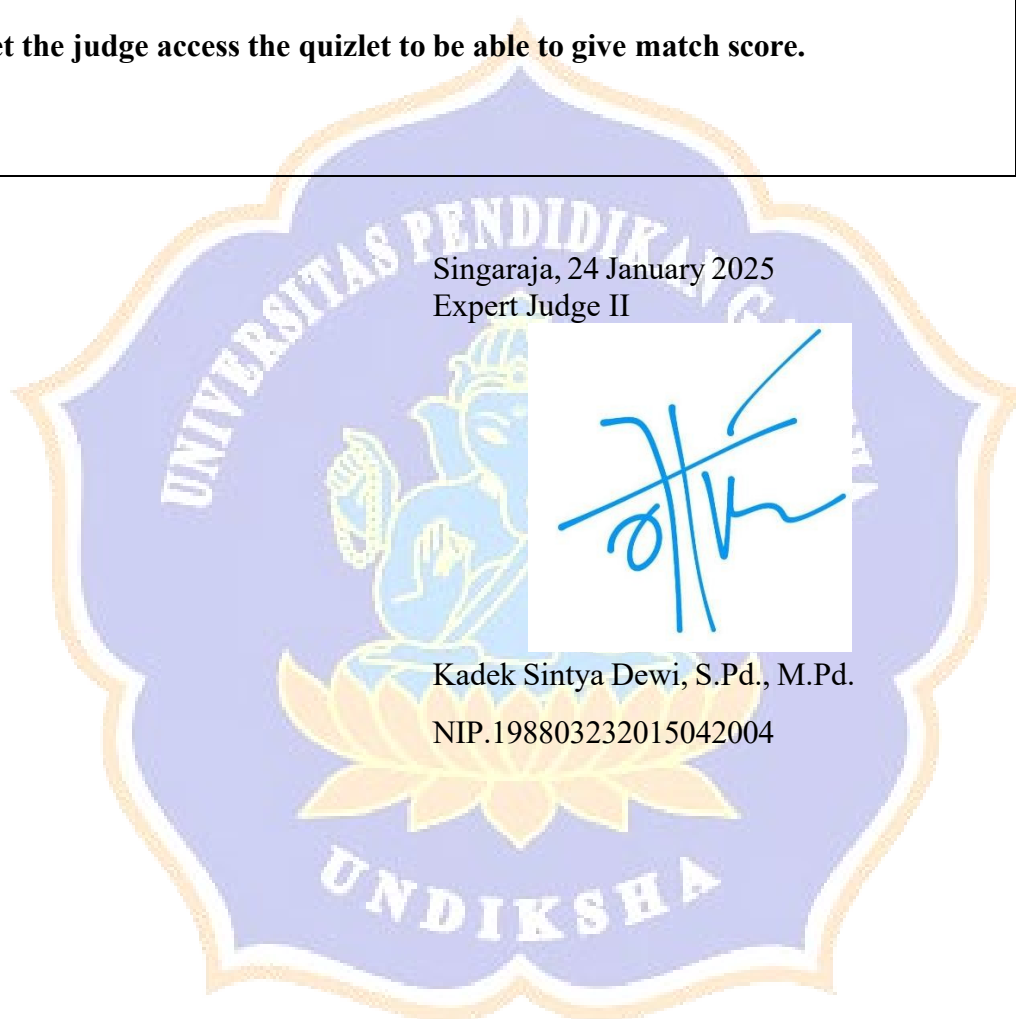 et the judge access the quizlet to be able to give match score.
UNIVERSITAS PENDIDIKAN G
Singaraja, 24 January 2025
Expert Judge II
Kadek Sintya Dewi, S.Pd., M.Pd.
NIP.198803232015042004
UNDIKSHA